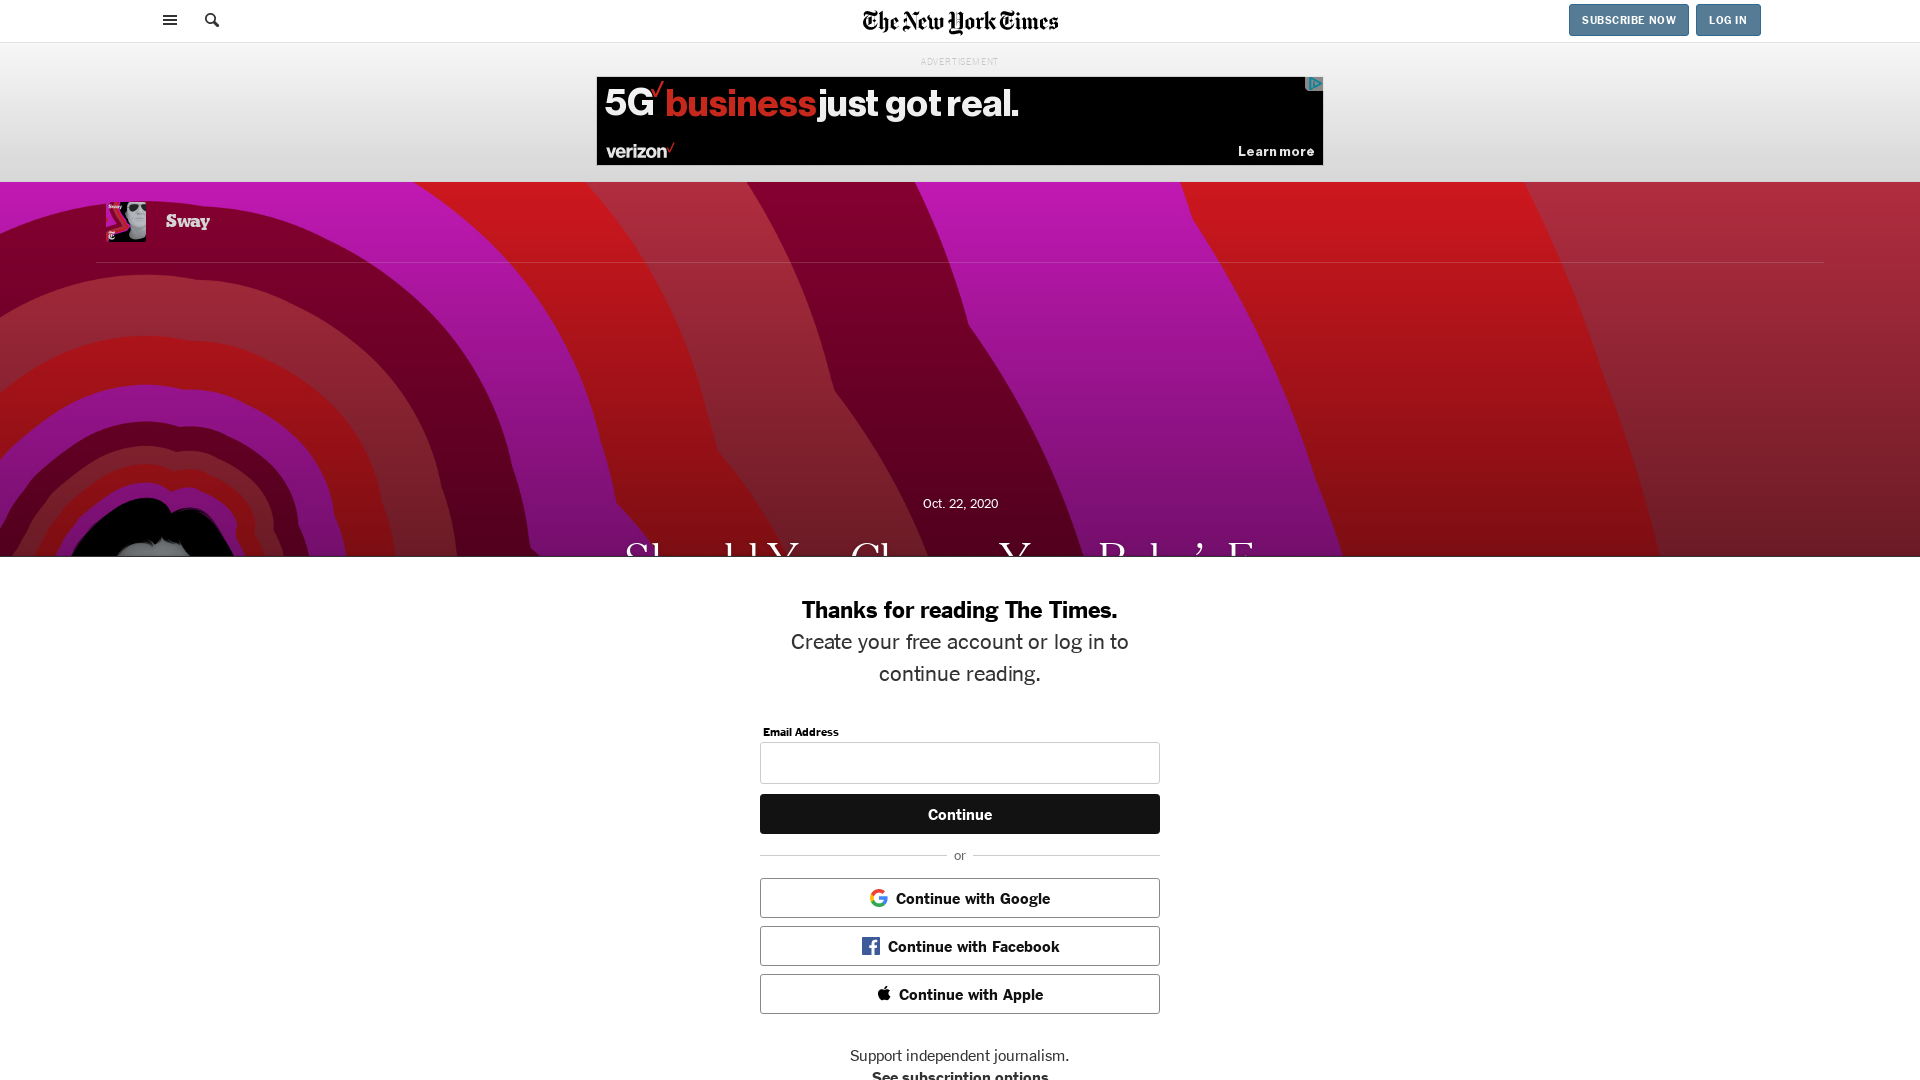 The New York Times
SUBSCRIBE NOW
LOG IN
ADVERTISEMENT
5G business just got real.
verizon
Learn more
Sway
Oct. 22, 2020
Thanks for reading The Times.
Create your free account or log in to
continue reading.
Email Address
Continue
or
Continue with Google
Continue with Facebook
Continue with Apple
Support independent journalism.
See subscription options